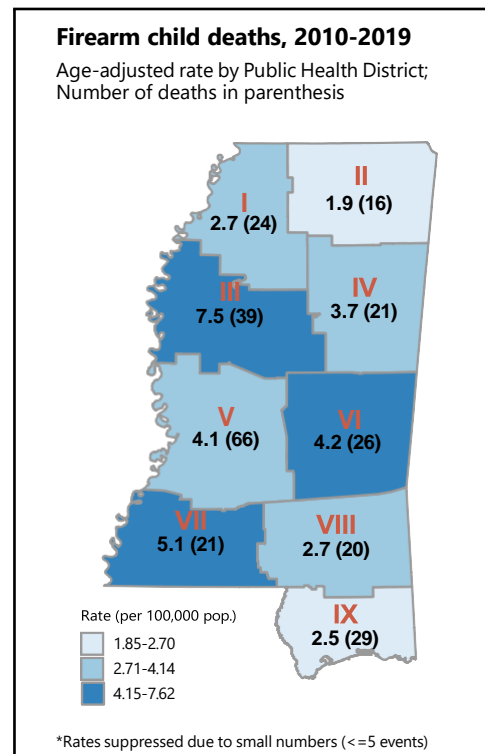 Firearm child deaths, 2010-2019
Age-adjusted rate by Public Health District;
Number of deaths in parenthesis
II
1.9 (16)
I
2.7 (24)
III
7.5 (39)
IV
3.7 (21)
V
4.1 (66)
VI
4.2 (26)
VII
5.1 (21)
VIII
2.7 (20)
IX
2.5 (29)
Rate (per 100,000 pop.)
1.85-2.70
2.71-4.14
4.15-7.62
*Rates suppressed due to small numbers (<=5 events)